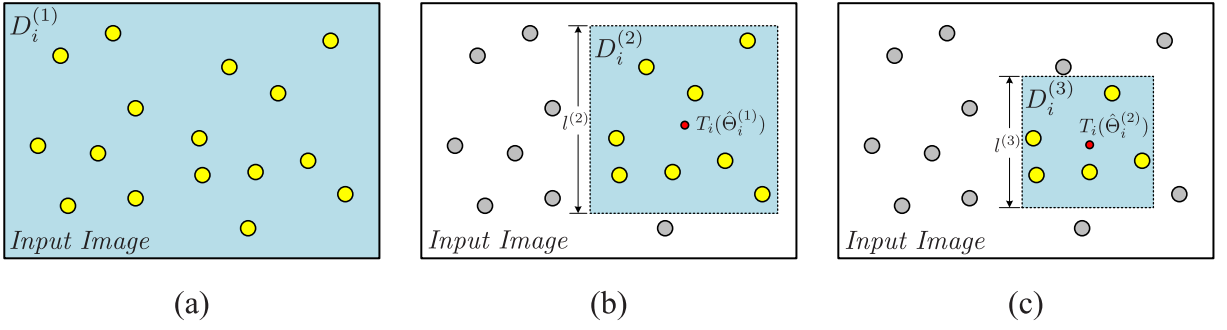 D_i^{(1)}
Input Image
(a)
D_i^{(2)}
l^{(2)}
T_i(\hat{\Theta}_i^{(1)})
Input Image
(b)
D_i^{(3)}
l^{(3)}
T_i(\hat{\Theta}_i^{(2)})
Input Image
(c)